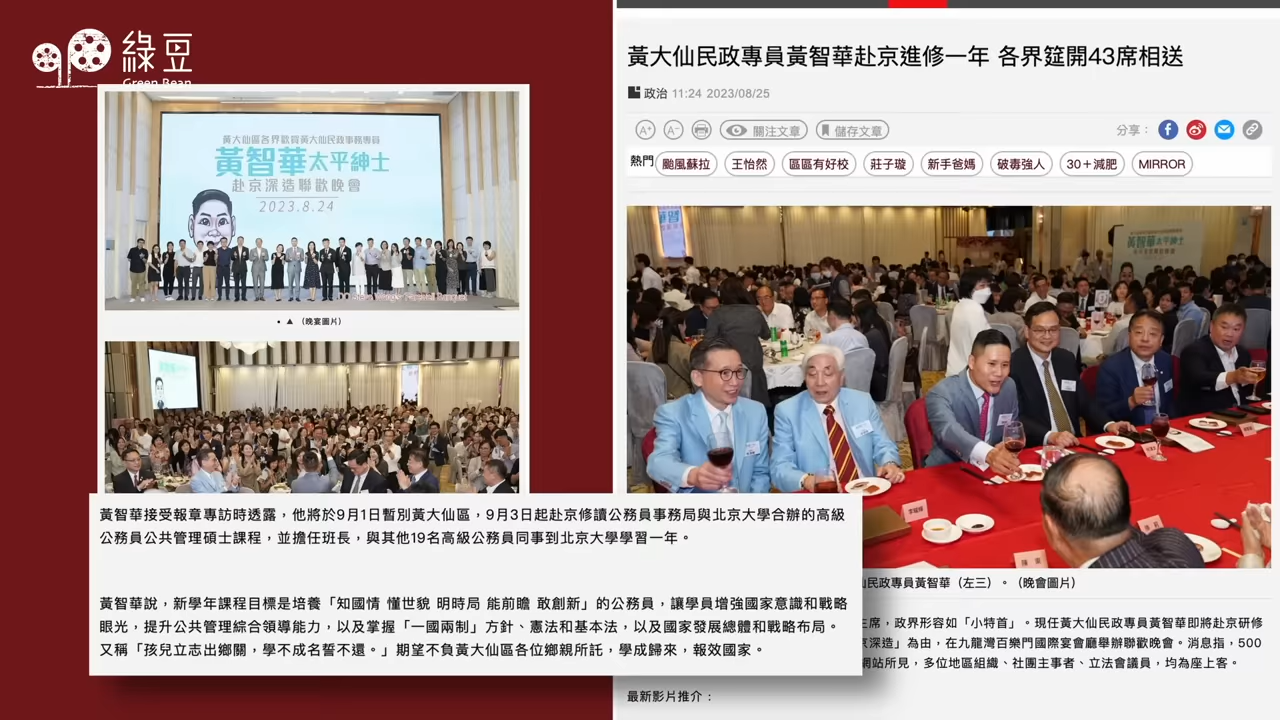 綠豆
Green Bean
黃大仙區各界歡賀黃大仙民政事務專員
黃智華太平紳士
赴京深造聯歡晚會
2023.8.24
• ▲ （晚宴圖片）
黃智華接受報章專訪時透露，他將於9月1日暫別黃大仙區，9月3日起赴京修讀公務員事務局與北京大學合辦的高級
公務員公共管理碩士課程，並擔任班長，與其他19名高級公務員同事到北京大學學習一年。
黃智華說，新學年課程目標是培養「知國情 懂世貌 明時局 能前瞻 敢創新」的公務員，讓學員增強國家意識和戰略
眼光，提升公共管理綜合領導能力，以及掌握「一國兩制」方針、憲法和基本法，以及國家發展總體和戰略布局。
又稱「孩兒立志出鄉關，學不成名誓不還。」期望不負黃大仙區各位鄉親所託，學成歸來，報效國家。
黃大仙民政專員黃智華赴京進修一年 各界筵開43席相送
政治 11:24 2023/08/25
A+ A- 關注文章 儲存文章 分享：
熱門 颱風蘇拉 王怡然 區區有好校 莊子璇 新手爸媽 破毒強人 30＋減肥 MIRROR
黃智華太平紳士
民政專員黃智華（左三）。（晚會圖片）
主席，政界形容如「小特首」。現任黃大仙民政專員黃智華即將赴京研修
京深造」為由，在九龍灣百樂門國際宴會廳舉辦聯歡晚會。消息指，500
網站所見，多位地區組織、社團主事者、立法會議員，均為座上客。
最新影片推介：